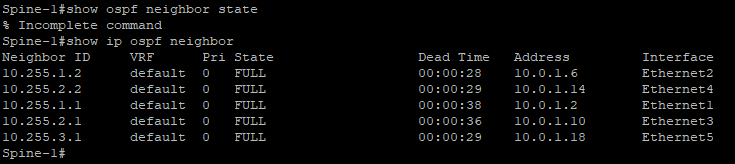 Spine-1#show ospf neighbor state
% Incomplete command
Spine-1#show ip ospf neighbor
Neighbor ID     VRF      Pri State                  Dead Time   Address         Interface
10.255.1.2      default  0   FULL                   00:00:28    10.0.1.6        Ethernet2
10.255.2.2      default  0   FULL                   00:00:29    10.0.1.14       Ethernet4
10.255.1.1      default  0   FULL                   00:00:38    10.0.1.2        Ethernet1
10.255.2.1      default  0   FULL                   00:00:36    10.0.1.10       Ethernet3
10.255.3.1      default  0   FULL                   00:00:29    10.0.1.18       Ethernet5
Spine-1#